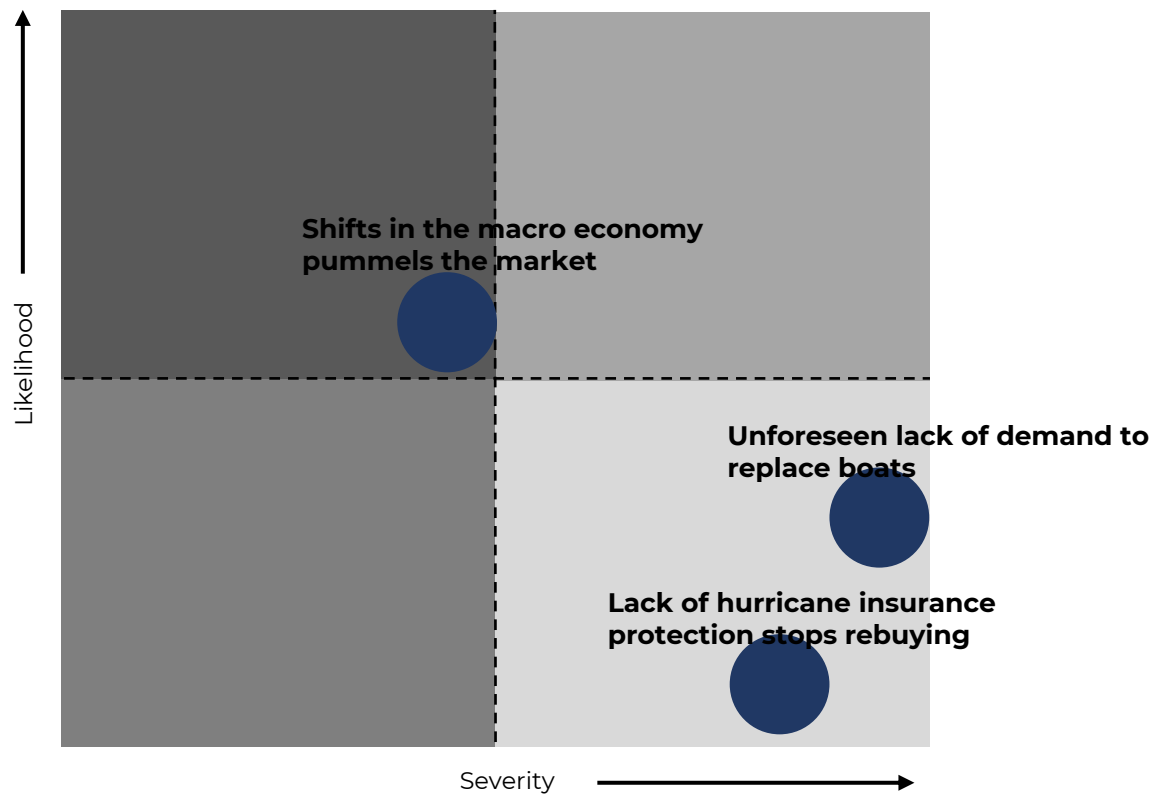 Likelihood
Shifts in the macro economy
pummels the market
Unforeseen lack of demand to
replace boats
Lack of hurricane insurance
protection stops rebuying
Severity